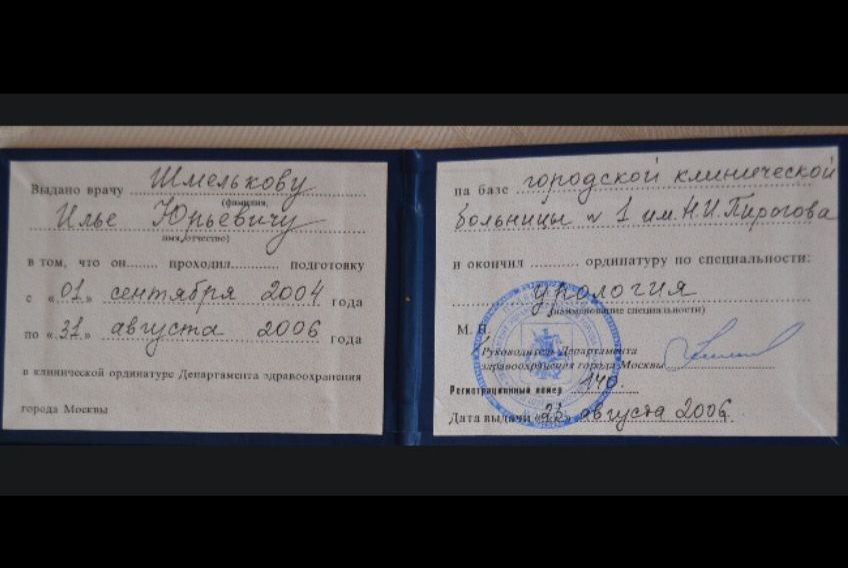 Выдано врачу Шмелькову
(фамилия,
Илье Юрьевичу
имя, отчество)
в том, что он........ проходил........ подготовку
с «01» сентября 2004 года
по «31» августа 2006 года
в клинической ординатуре Департамента здравоохранения
города Москвы
на базе городской клинической
больницы № 1 им. Н.И. Пирогова
и окончил .......... ординатуру по специальности:
урология
(наименование специальности)
М. П.
Руководитель Департамента
здравоохранения города Москвы
Регистрационный номер 140.
Дата выдачи « » августа 2006.